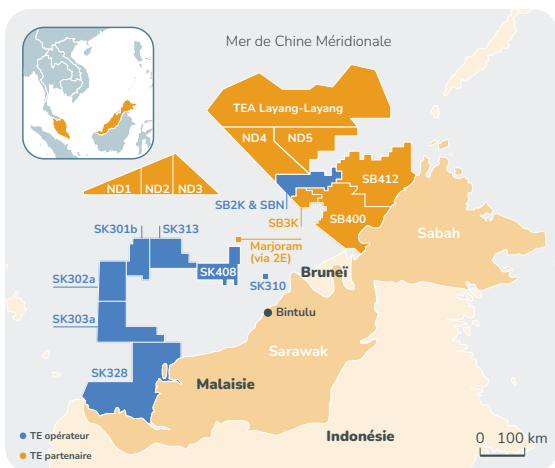 Mer de Chine Méridionale
TEA Layang-Layang
ND4
ND5
SB412
ND1
ND2
ND3
SB2K & SBN
SB3K
SB400
Sabah
SK301b
SK313
Marjoram
(via 2E)
SK408
Bruneï
SK302a
SK310
SK303a
Bintulu
Sarawak
SK328
Malaisie
Indonésie
TE opérateur
TE partenaire
0 100 km